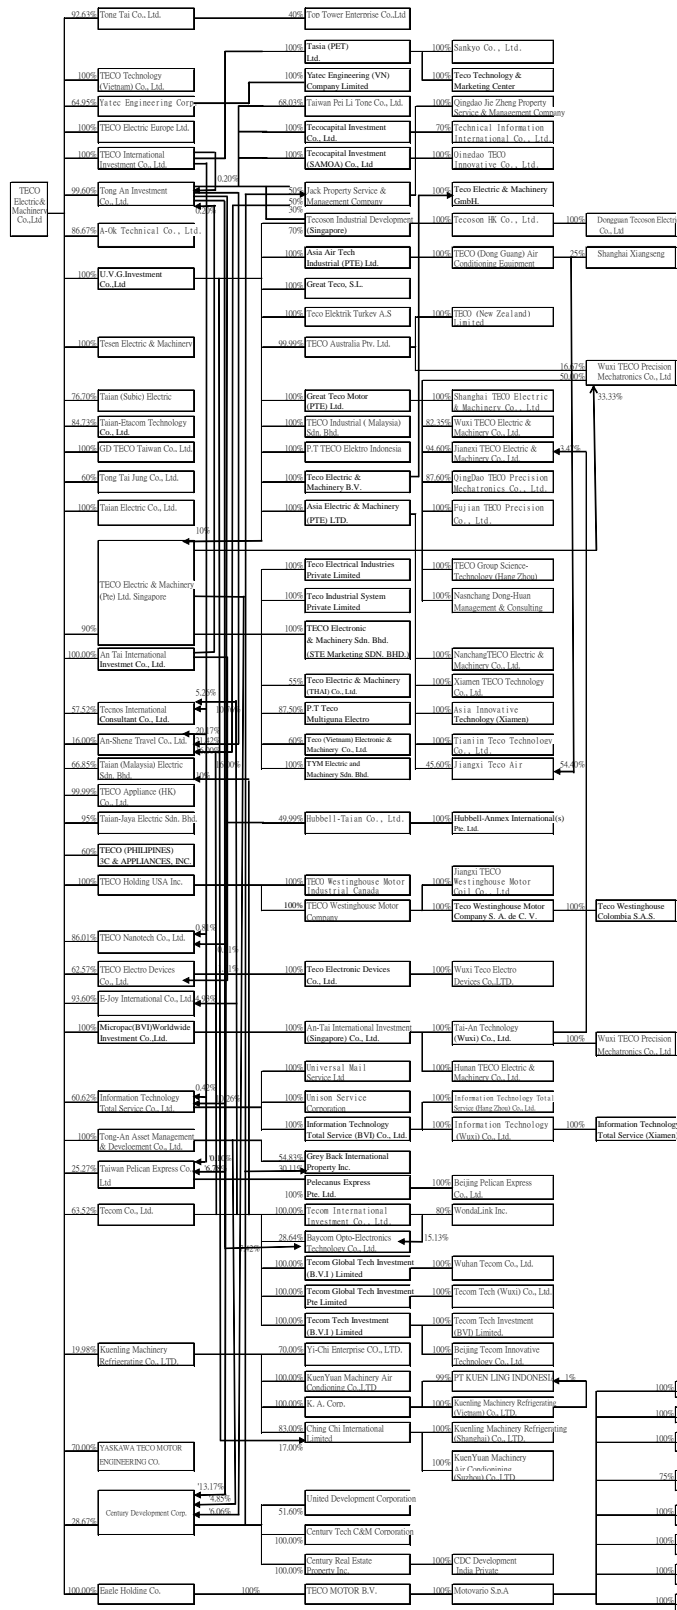 TECO
Electric&
Machinery
Co.,Ltd
92.63%
Tong Tai Co., Ltd.
40%
Top Tower Enterprise Co.,Ltd
100%
Tasia (PET)
Ltd.
100%
Sankyo Co., Ltd.
100%
TECO Technology
(Vietnam) Co., Ltd.
100%
Yatec Engineering (VN)
Company Limited
100%
Teco Technology &
Marketing Center
64.95%
Yatec Engineering Corp
68.03%
Taiwan Pei Li Tone Co., Ltd.
100%
Qingdao Jie Zheng Property
Service & Management Company
100%
TECO Electric Europe Ltd.
100%
Tecocapital Investment
Co., Ltd.
70%
Technical Information
International Co., Ltd.
100%
TECO International
Investment Co., Ltd.
100%
Tecocapital Investment
(SAMOA) Co., Ltd
100%
Qingdao TECO
Innovative Co., Ltd.
0.20%
99.60%
Tong An Investment
Co., Ltd.
0.20%
50%
50%
Jack Property Service &
Management Company
100%
Teco Electric & Machinery
GmbH.
30%
70%
Tecoson Industrial Development
(Singapore)
100%
Tecoson HK Co., Ltd.
100%
Dongguan Tecoson Electro
Co., Ltd
86.67%
A-Ok Technical Co., Ltd.
100%
Asia Air Tech
Industrial (PTE) Ltd.
100%
TECO (Dong Guang) Air
Conditioning Equipment
25%
Shanghai Xiangseng
100%
U.V.G.Investment
Co.,Ltd
100%
Great Teco, S.L.
100%
Teco Elektrik Turkey A.S
100%
TECO (New Zealand)
Limited
100%
Tesen Electric & Machinery
99.99%
TECO Australia Pty. Ltd.
16.67%
50.00%
Wuxi TECO Precision
Mechatronics Co., Ltd
33.33%
76.70%
Taian (Subic) Electric
100%
Great Teco Motor
(PTE) Ltd.
100%
Shanghai TECO Electric
& Machinery Co., Ltd
84.73%
Taian-Etacom Technology
Co., Ltd.
100%
TECO Industrial ( Malaysia)
Sdn. Bhd.
82.35%
Wuxi TECO Electric &
Machinery Co., Ltd.
100%
GD TECO Taiwan Co., Ltd.
100%
P.T TECO Elektro Indonesia
94.60%
Jiangxi TECO Electric &
Machinery Co., Ltd.
3.42%
60%
Tong Tai Jung Co., Ltd.
100%
Teco Electric &
Machinery B.V.
87.60%
QingDao TECO Precision
Mechatronics Co., Ltd.
100%
Taian Electric Co., Ltd.
100%
Asia Electric & Machinery
(PTE) LTD.
100%
Fujian TECO Precision
Co., Ltd.
10%
90%
TECO Electric & Machinery
(Pte) Ltd. Singapore
100%
Teco Electrical Industries
Private Limited
100%
TECO Group Science-
Technology (Hang Zhou)
100%
Teco Industrial System
Private Limited
100%
Nasnchang Dong-Huan
Management & Consulting
100%
TECO Electronic
& Machinery Sdn. Bhd.
(STE Marketing SDN. BHD.)
100.00%
An Tai International
Investmet Co., Ltd.
100%
NanchangTECO Electric &
Machinery Co., Ltd.
5.26%
55%
Teco Electric & Machinery
(THAI) Co., Ltd.
100%
Xiamen TECO Technology
Co., Ltd.
57.52%
Tecnos International
Consultant Co., Ltd.
87.50%
P.T Teco
Multiguna Electro
100%
Asia Innovative
Technology (Xiamen)
20.17%
16.00%
An-Sheng Travel Co., Ltd.
60%
Teco (Vietnam) Electronic &
Machinery Co., Ltd.
100%
Tianjin Teco Technology
Co., Ltd.
66.85%
Taian (Malaysia) Electric
Sdn. Bhd.
10%
16.00%
100%
TYM Electric and
Machinery Sdn. Bhd.
45.60%
Jiangxi Teco Air
54.40%
99.99%
TECO Appliance (HK)
Co., Ltd.
95%
Taian-Jaya Electric Sdn. Bhd.
49.99%
Hubbell-Taian Co., Ltd.
100%
Hubbell-Anmex International(s)
Pte. Ltd.
60%
TECO (PHILIPINES)
3C & APPLIANCES, INC.
100%
TECO Holding USA Inc.
100%
TECO Westinghouse Motor
Industrial Canada
100%
Jiangxi TECO
Westinghouse Motor
Coil Co., Ltd
100%
TECO Westinghouse Motor
Company
100%
Teco Westinghouse Motor
Company S. A. de C. V.
100%
Teco Westinghouse
Colombia S.A.S.
0.81%
86.01%
TECO Nanotech Co., Ltd.
62.57%
TECO Electro Devices
Co., Ltd.
100%
Teco Electronic Devices
Co., Ltd.
100%
Wuxi Teco Electro
Devices Co.,LTD.
93.60%
E-Joy International Co., Ltd.
100%
Micropac(BVI)Worldwide
Investment Co.,Ltd.
100%
An-Tai International Investment
(Singapore) Co., Ltd.
100%
Tai-An Technology
(Wuxi) Co., Ltd.
100%
Wuxi TECO Precision
Mechatronics Co., Ltd
100%
Universal Mail
Service Ltd
100%
Hunan TECO Electric &
Machinery Co., Ltd.
0.42%
60.62%
Information Technology
Total Service Co., Ltd.
10.26%
100%
Unison Service
Corporation
100%
Information Technology Total
Service (Hang Zhou) Co., Ltd.
100%
Information Technology
Total Service (BVI) Co., Ltd.
100%
Information Technology
(Wuxi) Co., Ltd.
100%
Information Technology
Total Service (Xiamen)
100%
Tong-An Asset Management
& Develoement Co., Ltd.
54.83%
30.11%
Grey Back International
Property Inc.
25.27%
Taiwan Pelican Express Co.,
Ltd
100%
Pelecanus Express
Pte. Ltd.
100%
Beijing Pelican Express
Co., Ltd.
63.52%
Tecom Co., Ltd.
100.00%
Tecom International
Investment Co., Ltd.
80%
WondaLink Inc.
28.64%
Baycom Opto-Electronics
Technology Co., Ltd.
15.13%
100.00%
Tecom Global Tech Investment
(B.V.I ) Limited
100%
Wuhan Tecom Co., Ltd.
100.00%
Tecom Global Tech Investment
Pte Limited
100%
Tecom Tech (Wuxi) Co., Ltd.
100.00%
Tecom Tech Investment
(B.V.I ) Limited
100%
Tecom Tech Investment
(BVI) Limited.
19.98%
Kuenling Machinery
Refrigerating Co., LTD.
70.00%
Yi-Chi Enterprise CO., LTD.
100%
Beijing Tecom Innovative
Technology Co., Ltd.
100.00%
KuenYuan Machinery Air
Condioning Co.,LTD
99%
PT KUEN LING INDONESIA
1%
100.00%
K. A. Corp.
100%
Kuenling Machinery Refrigerating
(Vietnam) Co., LTD.
83.00%
17.00%
Ching Chi International
Limited
100%
Kuenling Machinery Refrigerating
(Shanghai) Co., LTD.
70.00%
YASKAWA TECO MOTOR
ENGINEERING CO.
100%
KuenYuan Machinery
Air Condioning
(Suzhou) Co.,LTD
'13.17%
'4.85%
'6.06%
28.67%
Century Development Corp.
51.60%
United Development Corporation
100.00%
Century Tech C&M Corporation
100.00%
Century Real Estate
Property Inc.
100%
CDC Development
India Private
100.00%
Eagle Holding Co.
100%
TECO MOTOR B.V.
100%
Motovario S.p.A
100%
100%
100%
75%
100%
100%
100%
100%